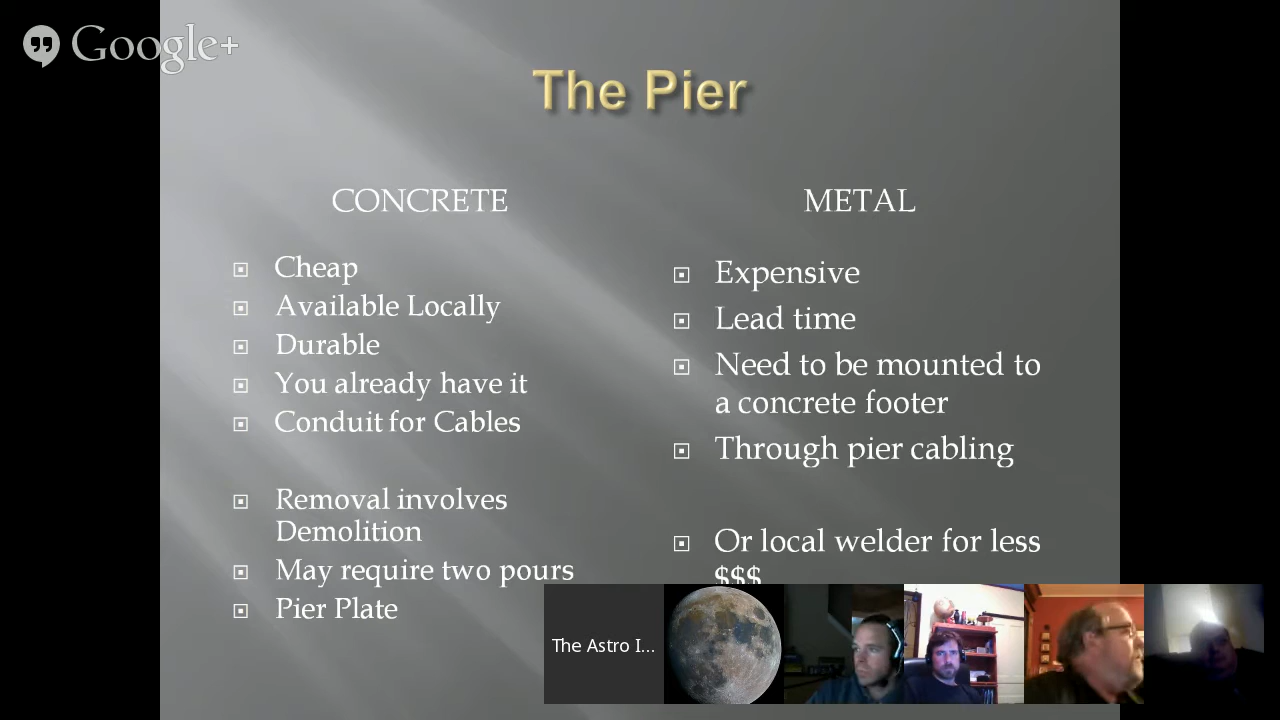 Google+
The Pier
CONCRETE
Cheap
Available Locally
Durable
You already have it
Conduit for Cables
Removal involves
Demolition
May require two pours
Pier Plate
METAL
Expensive
Lead time
Need to be mounted to
a concrete footer
Through pier cabling
Or local welder for less
$$$
The Astro I...